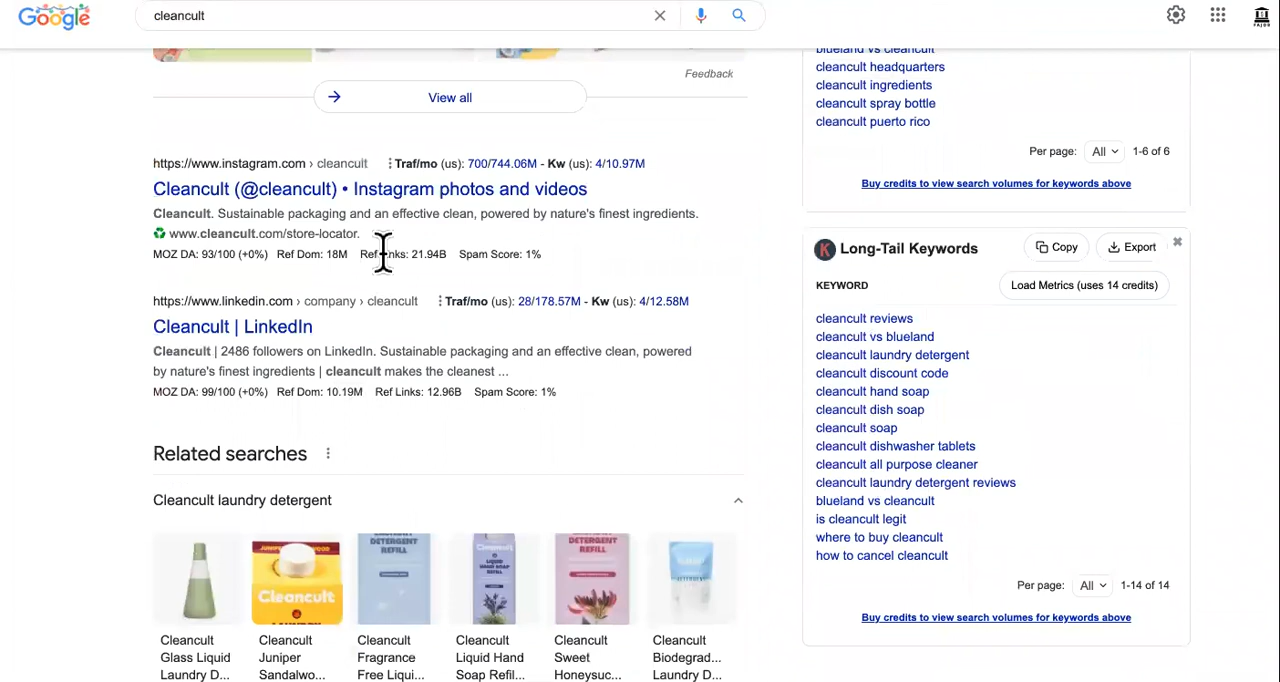 Google
cleancult
Feedback
View all
https://www.instagram.com › cleancult Traf/mo (us): 700/744.06M - Kw (us): 4/10.97M
Cleancult (@cleancult) • Instagram photos and videos
Cleancult. Sustainable packaging and an effective clean, powered by nature's finest ingredients.
♻ www.cleancult.com/store-locator.
MOZ DA: 93/100 (+0%) Ref Dom: 18M Ref Links: 21.94B Spam Score: 1%
https://www.linkedin.com › company › cleancult Traf/mo (us): 28/178.57M - Kw (us): 4/12.58M
Cleancult | LinkedIn
Cleancult | 2486 followers on LinkedIn. Sustainable packaging and an effective clean, powered
by nature's finest ingredients | cleancult makes the cleanest ...
MOZ DA: 99/100 (+0%) Ref Dom: 10.19M Ref Links: 12.96B Spam Score: 1%
Related searches
Cleancult laundry detergent
DETERGENT
REFILL
Cleancult
LIQUID
HAND SOAP
REFILL
DETERGENT
REFILL
Cleancult
Cleancult
Glass Liquid
Laundry D...
Cleancult
Juniper
Sandalwo...
Cleancult
Fragrance
Free Liqui...
Cleancult
Liquid Hand
Soap Refil...
Cleancult
Sweet
Honeysuc...
Cleancult
Biodegrad...
Laundry D...
blueland vs cleancult
cleancult headquarters
cleancult ingredients
cleancult spray bottle
cleancult puerto rico
Per page: All 1-6 of 6
Buy credits to view search volumes for keywords above
K Long-Tail Keywords Copy Export
KEYWORD Load Metrics (uses 14 credits)
cleancult reviews
cleancult vs blueland
cleancult laundry detergent
cleancult discount code
cleancult hand soap
cleancult dish soap
cleancult soap
cleancult dishwasher tablets
cleancult all purpose cleaner
cleancult laundry detergent reviews
blueland vs cleancult
is cleancult legit
where to buy cleancult
how to cancel cleancult
Per page: All 1-14 of 14
Buy credits to view search volumes for keywords above